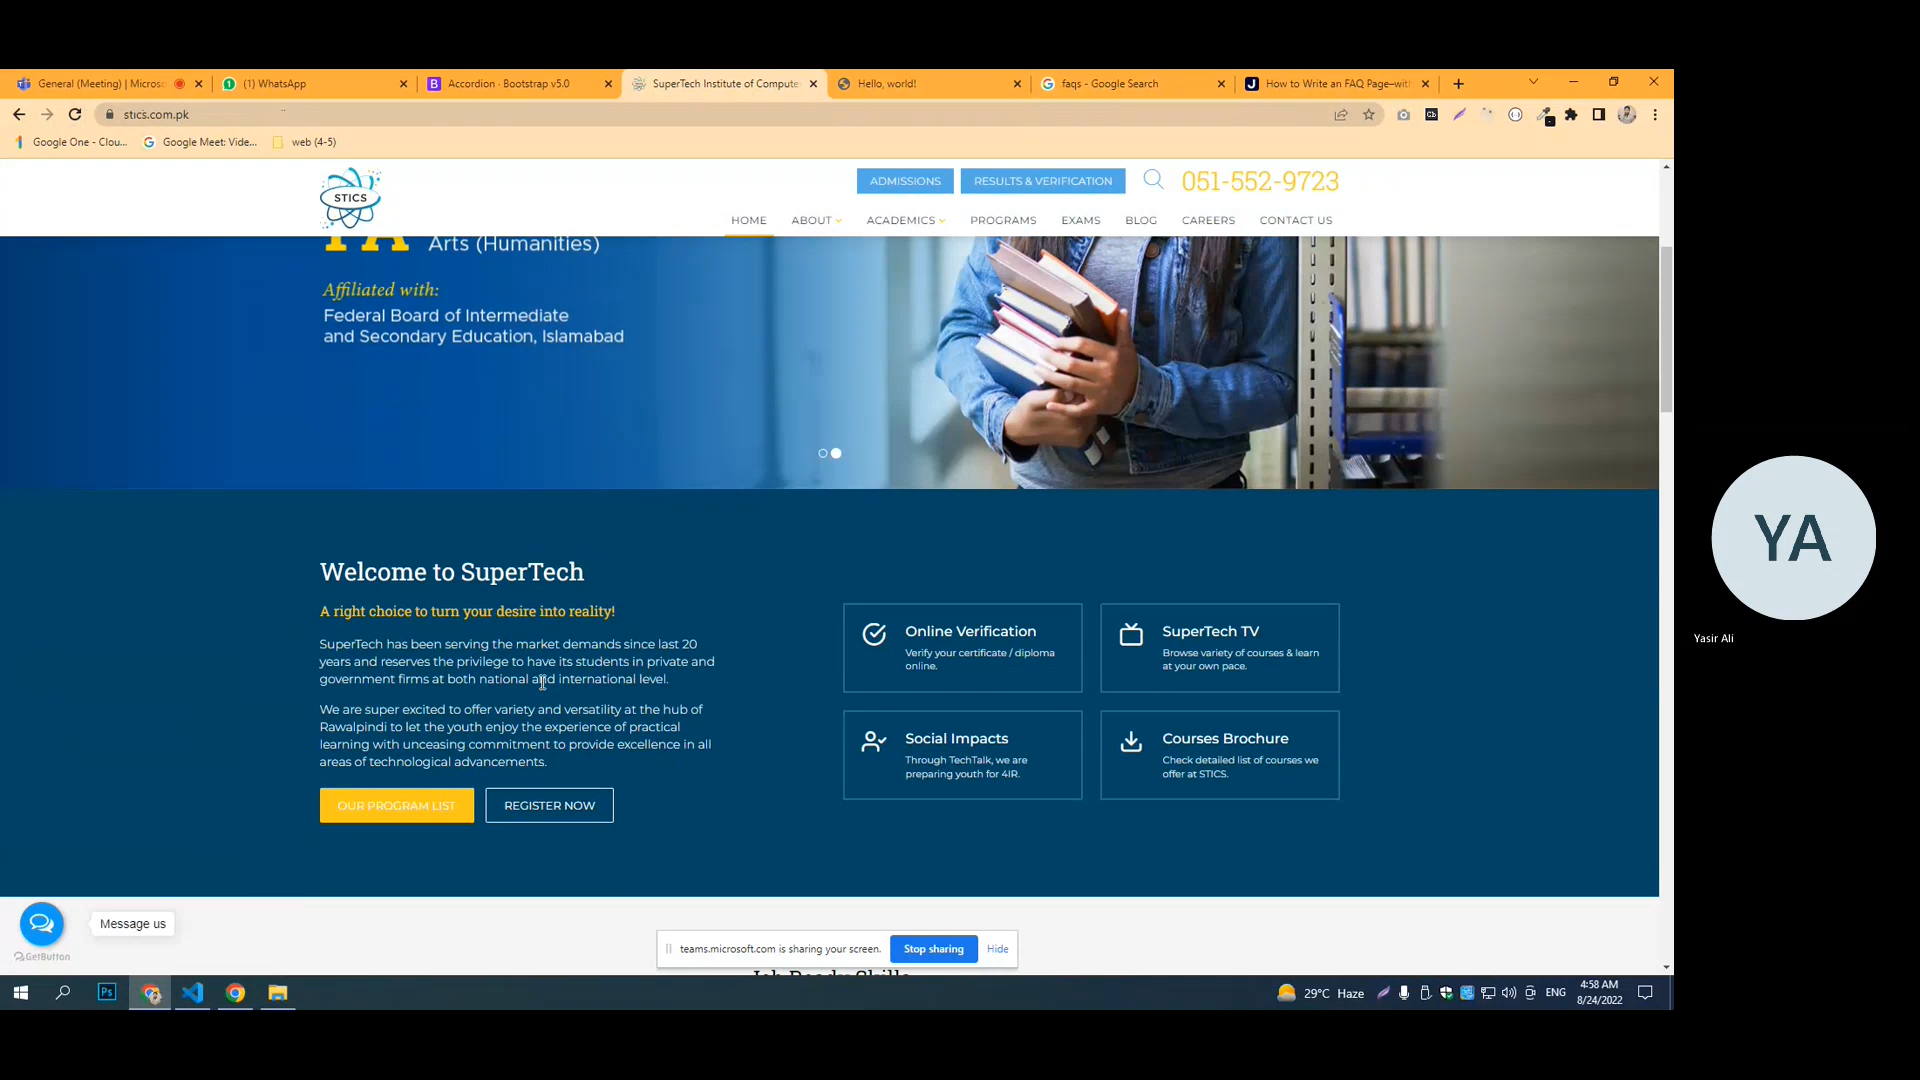 General (Meeting) | Micros
(1) WhatsApp
Accordion · Bootstrap v5.0
SuperTech Institute of Compute
Hello, world!
faqs - Google Search
How to Write an FAQ Page–wit
stics.com.pk
Google One - Clou...
Google Meet: Vide...
web (4-5)
STICS
ADMISSIONS
RESULTS & VERIFICATION
051-552-9723
HOME
ABOUT
ACADEMICS
PROGRAMS
EXAMS
BLOG
CAREERS
CONTACT US
Arts (Humanities)
Affiliated with:
Federal Board of Intermediate
and Secondary Education, Islamabad
Welcome to SuperTech
A right choice to turn your desire into reality!
SuperTech has been serving the market demands since last 20
years and reserves the privilege to have its students in private and
government firms at both national and international level.
We are super excited to offer variety and versatility at the hub of
Rawalpindi to let the youth enjoy the experience of practical
learning with unceasing commitment to provide excellence in all
areas of technological advancements.
OUR PROGRAM LIST
REGISTER NOW
Online Verification
Verify your certificate / diploma
online.
SuperTech TV
Browse variety of courses & learn
at your own pace.
Social Impacts
Through TechTalk, we are
preparing youth for 4IR.
Courses Brochure
Check detailed list of courses we
offer at STICS.
Message us
GetButton
teams.microsoft.com is sharing your screen.
Stop sharing
Hide
Job Ready Skills
Ps
29°C Haze
ENG
4:58 AM
8/24/2022
YA
Yasir Ali